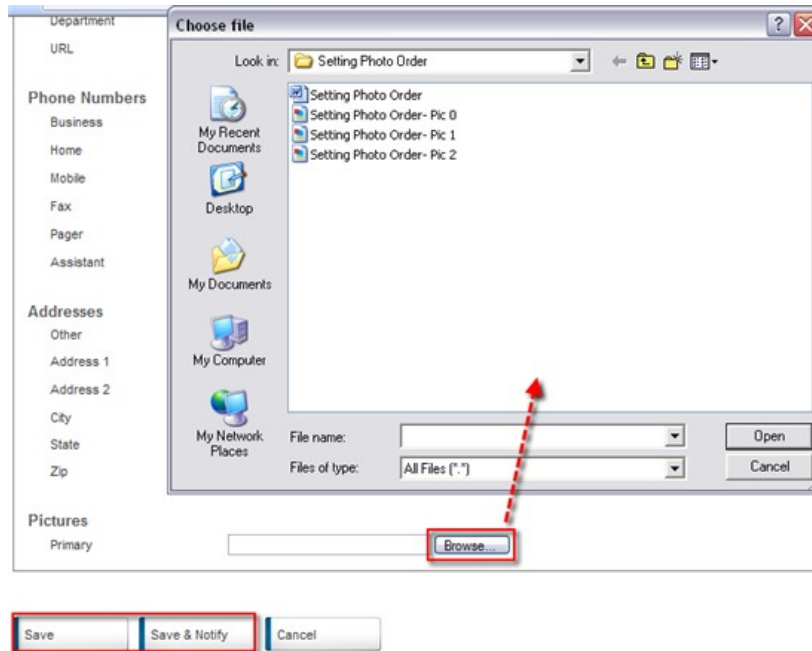 Department
URL
Phone Numbers
Business
Home
Mobile
Fax
Pager
Assistant
Addresses
Other
Address 1
Address 2
City
State
Zip
Pictures
Primary
Browse...
Choose file
?
X
Look in: Setting Photo Order
My Recent
Documents
Desktop
My Documents
My Computer
My Network
Places
Setting Photo Order
Setting Photo Order- Pic 0
Setting Photo Order- Pic 1
Setting Photo Order- Pic 2
File name:
Open
Files of type: All Files (*.*)
Cancel
Save
Save & Notify
Cancel